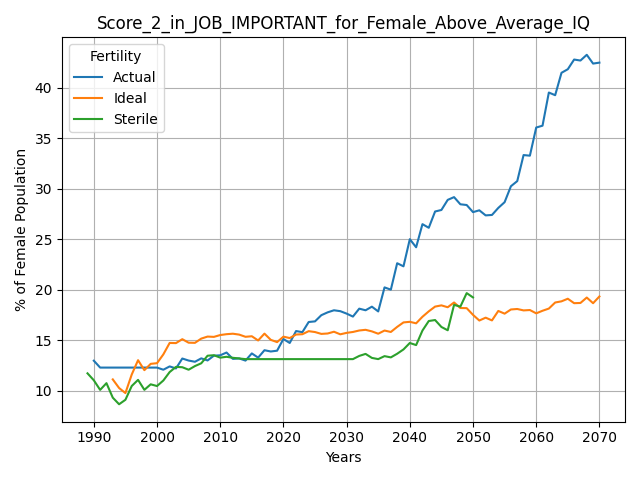 Score_2_in_JOB_IMPORTANT_for_Female_Above_Average_IQ
Fertility
Actual
Ideal
Sterile
% of Female Population
40
35
30
25
20
15
10
1990 2000 2010 2020 2030 2040 2050 2060 2070
Years